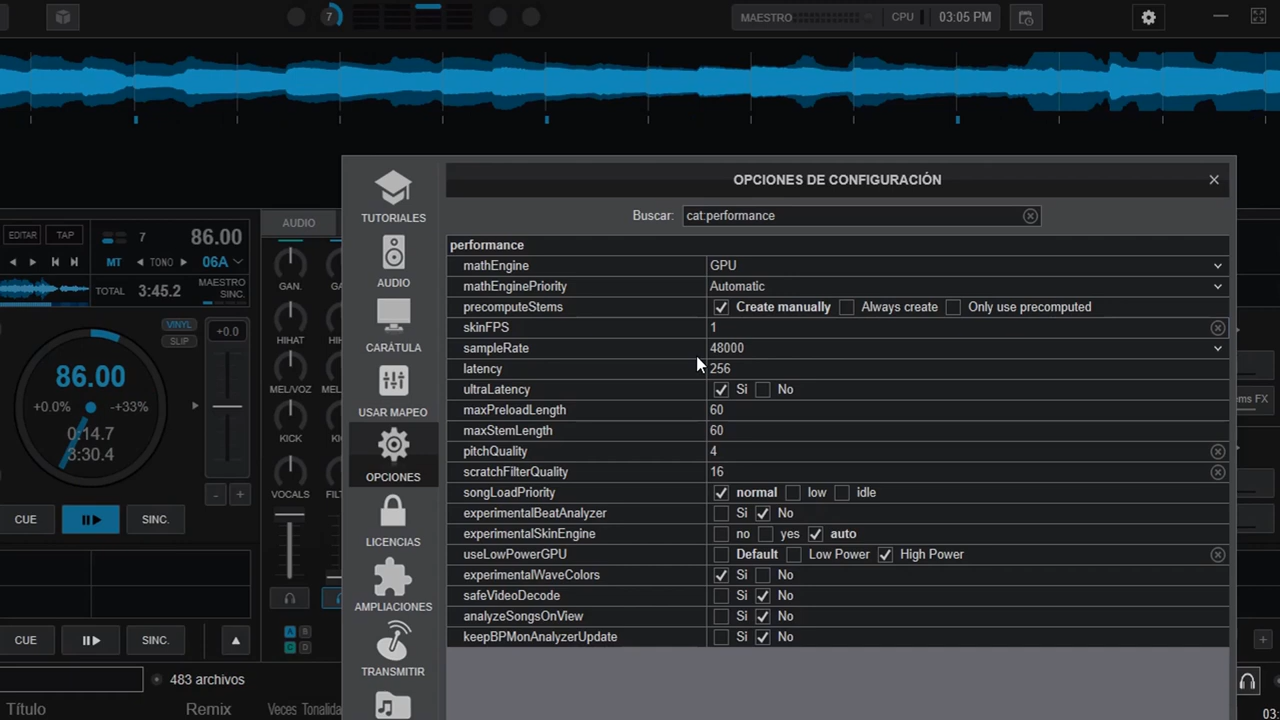 7
MAESTRO
CPU
03:05 PM
EDITAR
TAP
7
86.00
MT
TONO
06A
TOTAL
3:45.2
MAESTRO
SINC.
VINYL
SLIP
+0.0
86.00
+0.0%
-+33%
0:14.7
3:30.4
-
+
CUE
SINC.
CUE
SINC.
AUDIO
GAN.
HIHAT
MEL/VOZ
MEL
KICK
VOCALS
A
B
C
D
483 archivos
Título
Remix
Veces
Tonalida
TUTORIALES
AUDIO
CARÁTULA
USAR MAPEO
OPCIONES
LICENCIAS
AMPLIACIONES
TRANSMITIR
OPCIONES DE CONFIGURACIÓN
Buscar: cat:performance
performance
mathEngine GPU
mathEnginePriority Automatic
precomputeStems Create manually Always create Only use precomputed
skinFPS 1
sampleRate 48000
latency 256
ultraLatency Si No
maxPreloadLength 60
maxStemLength 60
pitchQuality 4
scratchFilterQuality 16
songLoadPriority normal low idle
experimentalBeatAnalyzer Si No
experimentalSkinEngine no yes auto
useLowPowerGPU Default Low Power High Power
experimentalWaveColors Si No
safeVideoDecode Si No
analyzeSongsOnView Si No
keepBPMonAnalyzerUpdate Si No
ms FX
03: